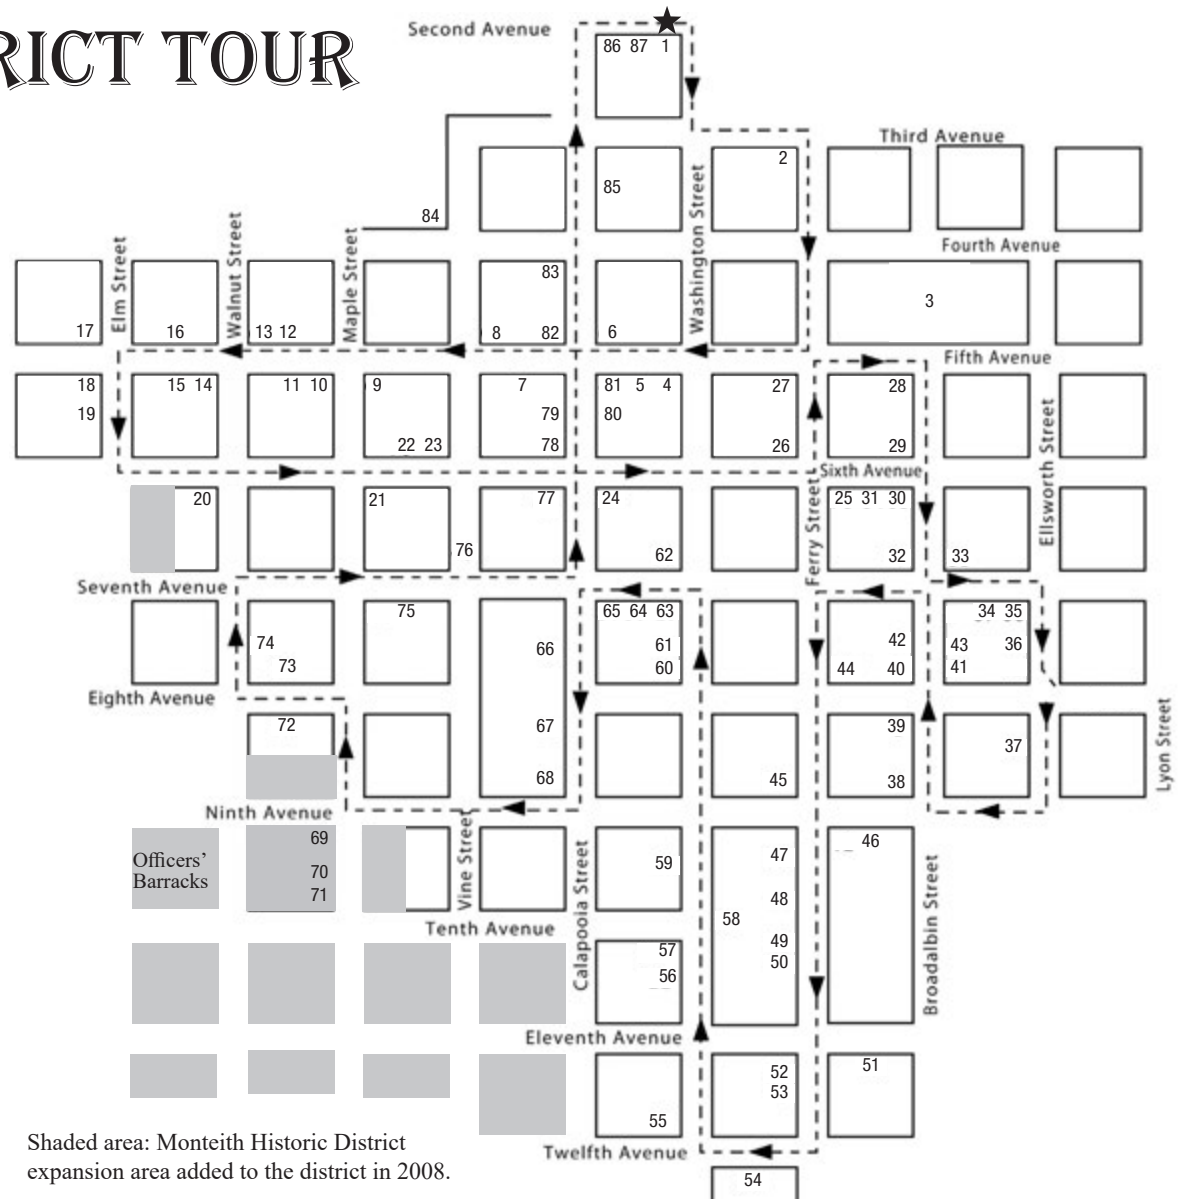 RICT TOUR
Second Avenue
86 87 1
Third Avenue
2
85
84
Fourth Avenue
Elm Street
Walnut Street
Maple Street
Washington Street
83
3
17
16
13 12
8
82
6
Fifth Avenue
18
15 14
11 10
9
7
81 5 4
27
28
19
79
80
22 23
78
26
29
Ellsworth Street
Sixth Avenue
20
21
77
24
25 31 30
Ferry Street
76
62
32
33
Seventh Avenue
75
65 64 63
34 35
74
66
61
42
43
36
73
60
44
40
41
Eighth Avenue
72
67
39
37
68
45
38
Lyon Street
Ninth Avenue
69
Officers’
Barracks
70
71
Vine Street
Calapooia Street
59
47
46
48
58
Broadalbin Street
Tenth Avenue
57
49
56
50
Eleventh Avenue
52
51
53
55
Shaded area: Monteith Historic District
expansion area added to the district in 2008.
Twelfth Avenue
54